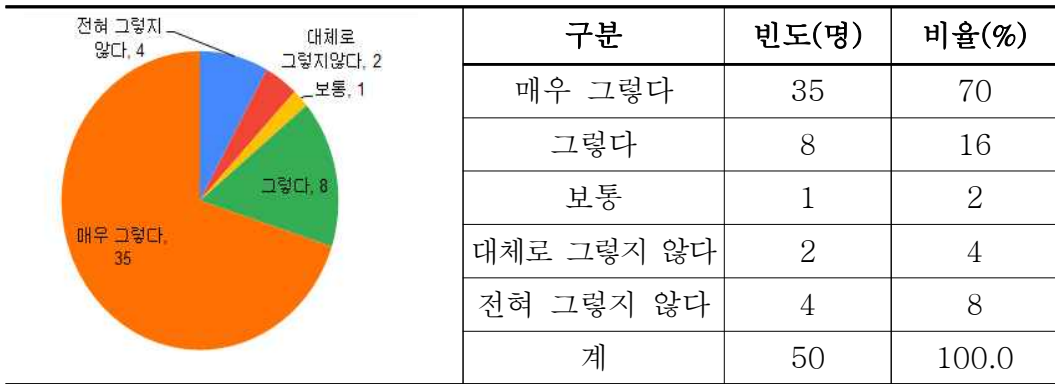 전혀 그렇지
않다, 4
대체로
그렇지않다, 2
보통, 1
그렇다, 8
매우 그렇다,
35
구분 빈도(명) 비율(%)
매우 그렇다 35 70
그렇다 8 16
보통 1 2
대체로 그렇지 않다 2 4
전혀 그렇지 않다 4 8
계 50 100.0